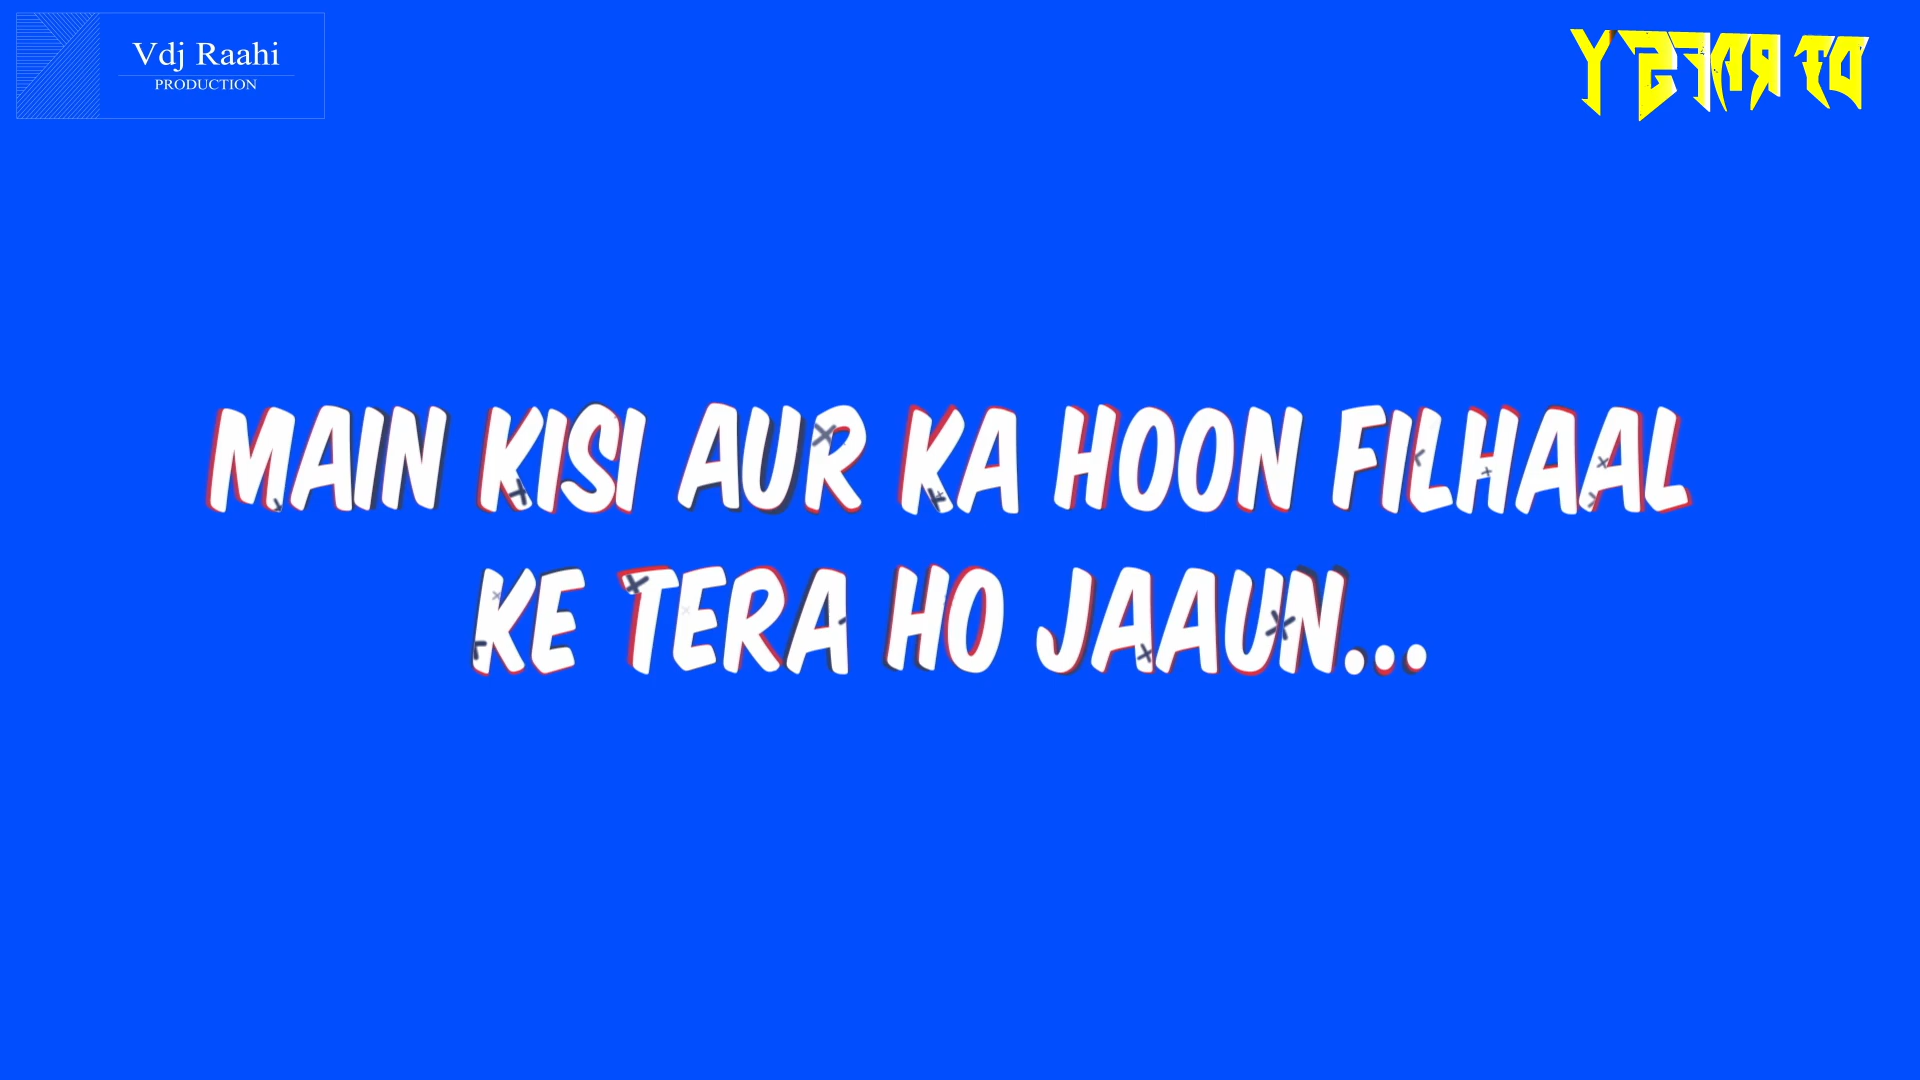 Vdj Raahi
PRODUCTION
MAIN KISI AUR KA HOON FILHAAL
KE TERA HO JAAUN...